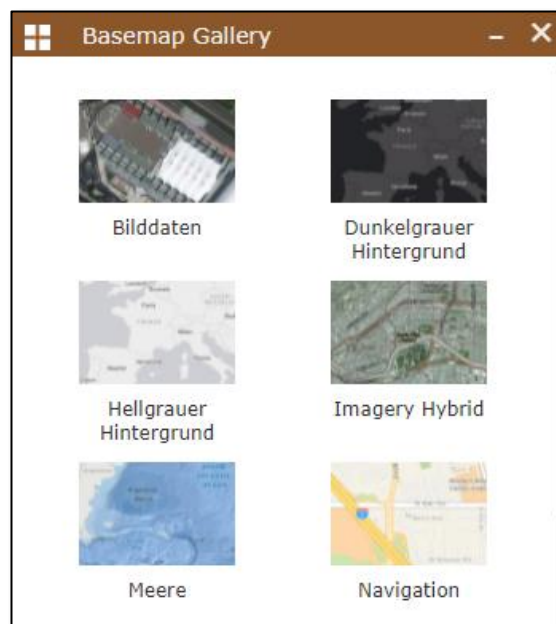 Basemap Gallery
Bilddaten
Dunkelgrauer
Hintergrund
Hellgrauer
Hintergrund
Imagery Hybrid
Meere
Navigation